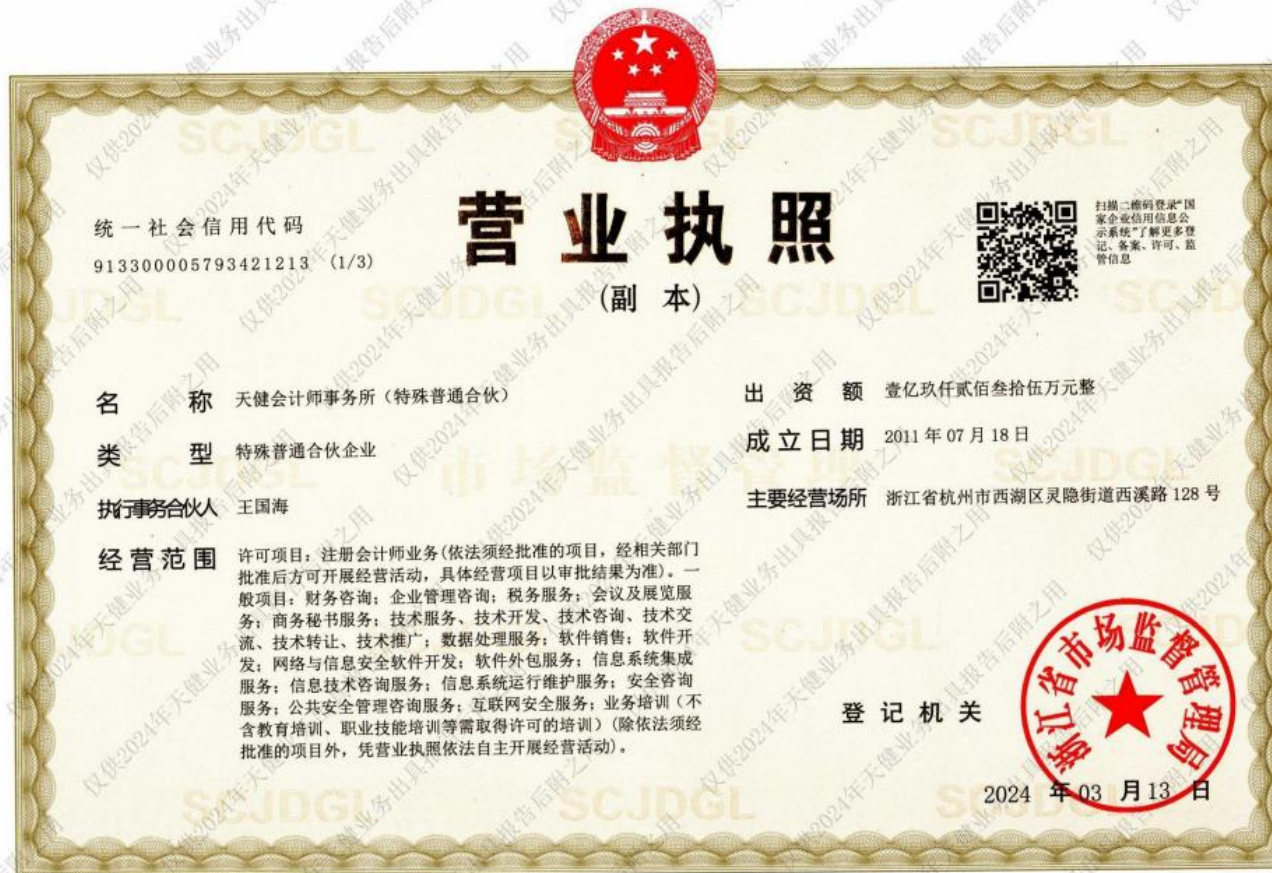 营业执照
(副 本)
统一社会信用代码
913300005793421213 (1/3)
扫描二维码登录“国
家企业信用信息公
示系统”了解更多登
记、备案、许可、监
管信息
名 称 天健会计师事务所（特殊普通合伙）
类 型 特殊普通合伙企业
执行事务合伙人 王国海
经营范围 许可项目：注册会计师业务(依法须经批准的项目，经相关部门
批准后方可开展经营活动，具体经营项目以审批结果为准)。一
般项目：财务咨询；企业管理咨询；税务服务；会议及展览服
务；商务秘书服务；技术服务、技术开发、技术咨询、技术交
流、技术转让、技术推广；数据处理服务；软件销售；软件开
发；网络与信息安全软件开发；软件外包服务；信息系统集成
服务；信息技术咨询服务；信息系统运行维护服务；安全咨询
服务；公共安全管理咨询服务；互联网安全服务；业务培训（不
含教育培训、职业技能培训等需取得许可的培训）(除依法须经
批准的项目外，凭营业执照依法自主开展经营活动)。
出 资 额 壹亿玖仟贰佰叁拾伍万元整
成立日期 2011年07月18日
主要经营场所 浙江省杭州市西湖区灵隐街道西溪路128号
登记机关
浙江省市场监督管理局
2024 年 03 月 13 日
SCJDGL
市场监督管理
仅供2024年天健业务出具报告后附之用